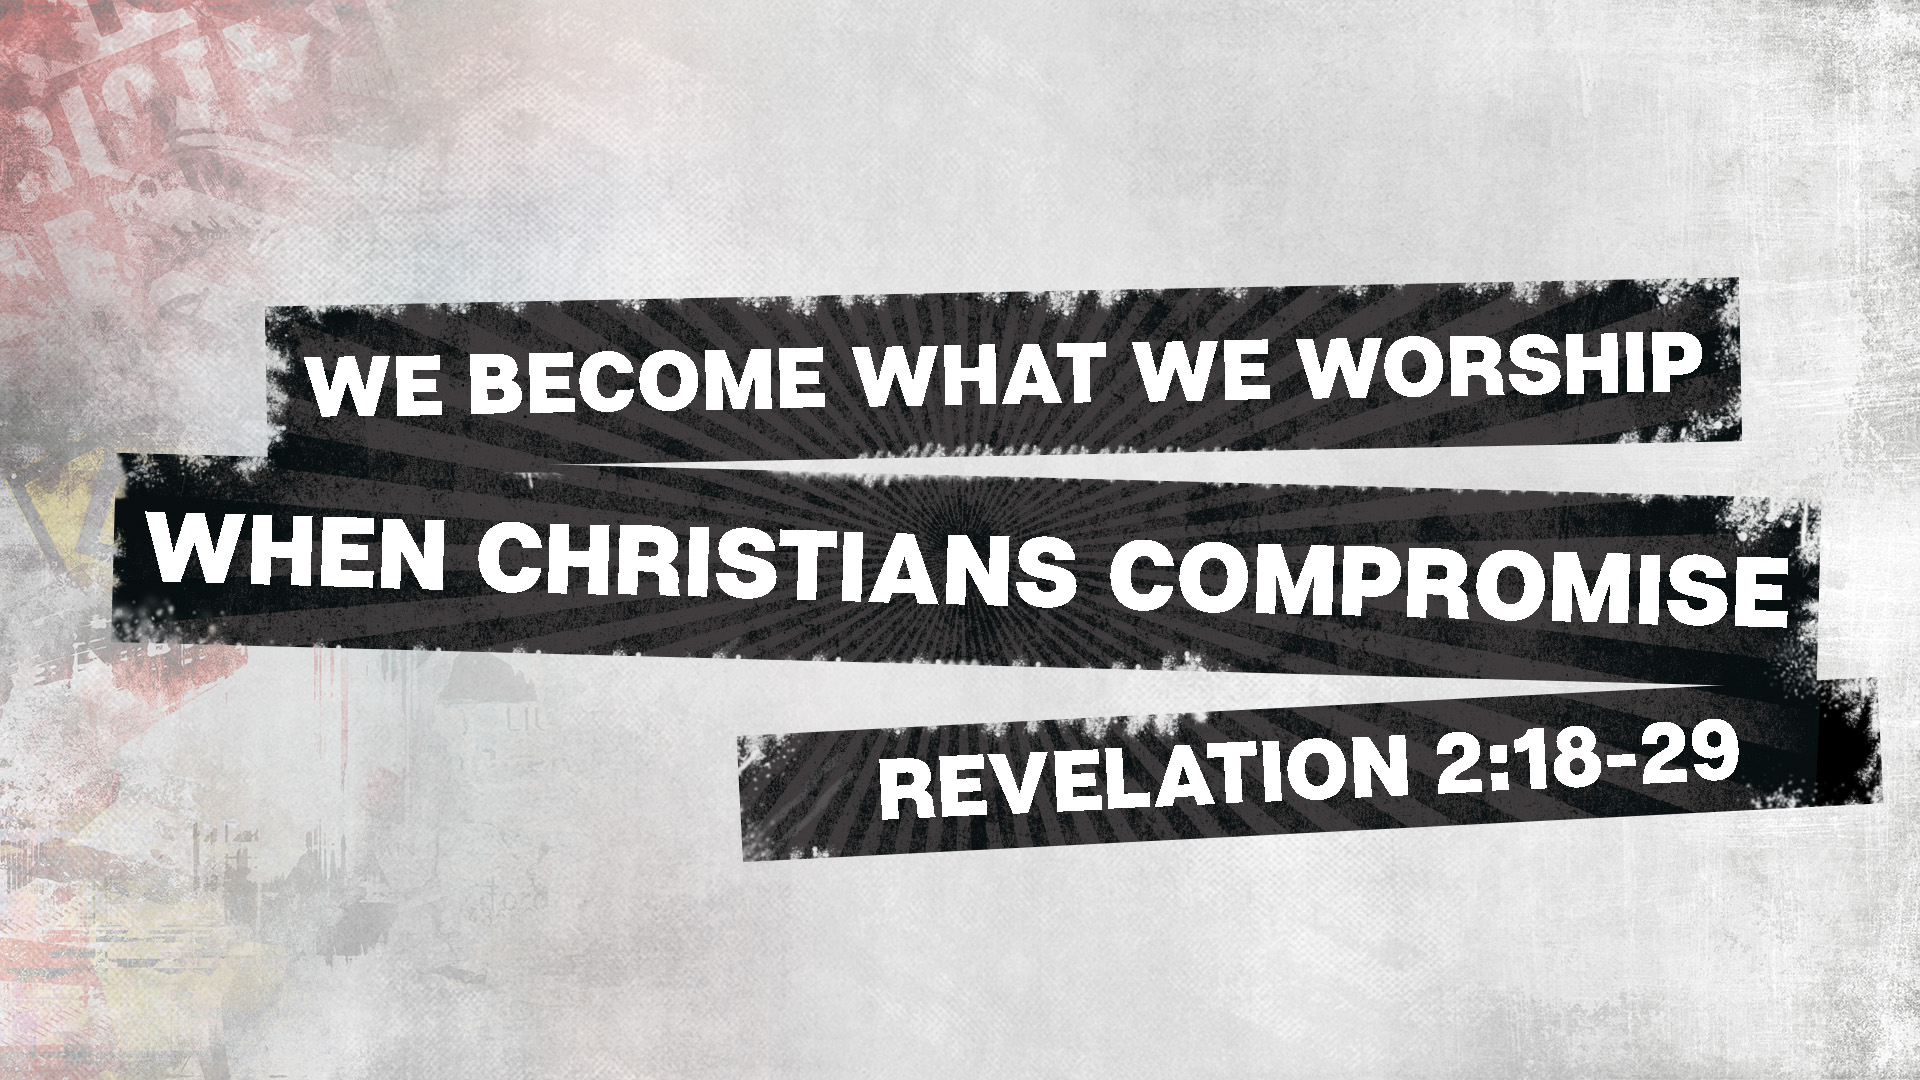 WE BECOME WHAT WE WORSHIP
WHEN CHRISTIANS COMPROMISE
REVELATION 2:18-29